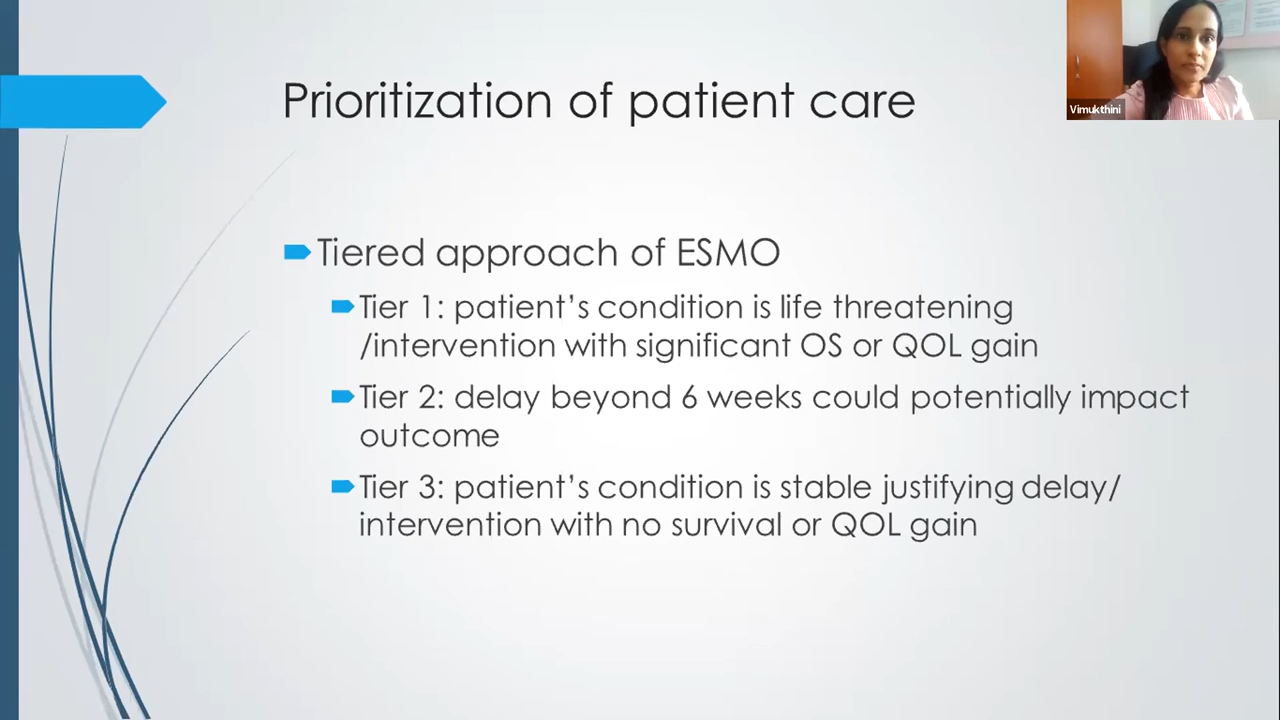 Prioritization of patient care
Vimukthini
Tiered approach of ESMO
Tier 1: patient's condition is life threatening
/intervention with significant OS or QOL gain
Tier 2: delay beyond 6 weeks could potentially impact
outcome
Tier 3: patient's condition is stable justifying delay/
intervention with no survival or QOL gain